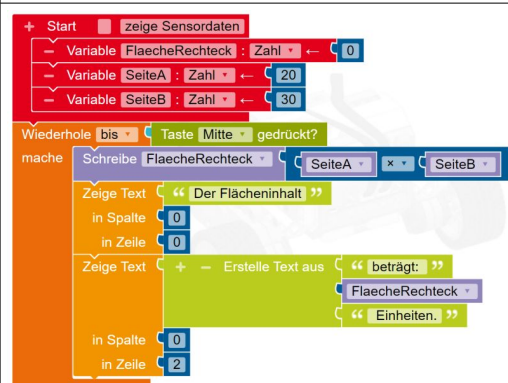 + Start zeige Sensordaten
− Variable FlaecheRechteck : Zahl ▾ ← 0
− Variable SeiteA : Zahl ▾ ← 20
− Variable SeiteB : Zahl ▾ ← 30
Wiederhole bis ▾ Taste Mitte ▾ gedrückt?
mache Schreibe FlaecheRechteck ▾ SeiteA ▾ × ▾ SeiteB ▾
Zeige Text “ Der Flächeninhalt ”
in Spalte 0
in Zeile 0
Zeige Text + − Erstelle Text aus “ beträgt: ”
FlaecheRechteck ▾
“ Einheiten. ”
in Spalte 0
in Zeile 2